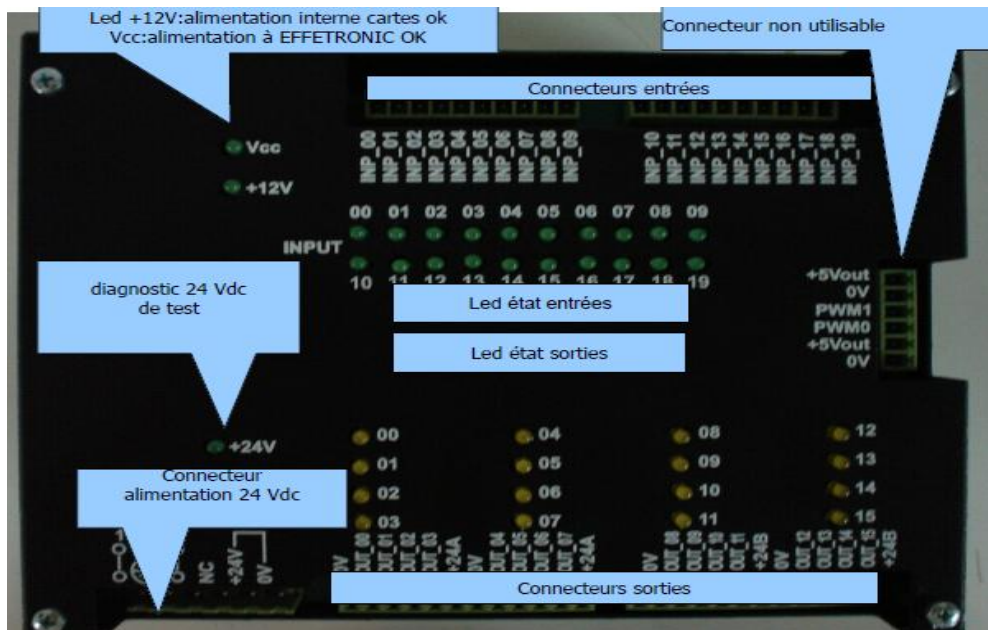 Led +12V:alimentation interne cartes ok
Vcc:alimentation à EFFETRONIC OK
Connecteur non utilisable
Connecteurs entrées
INP_00
INP_01
INP_02
INP_03
INP_04
INP_05
INP_06
INP_07
INP_08
INP_09
INP_10
INP_11
INP_12
INP_13
INP_14
INP_15
INP_16
INP_17
INP_18
INP_19
Vcc
+12V
00 01 02 03 04 05 06 07 08 09
INPUT
10 11 12 13 14 15 16 17 18 19
diagnostic 24 Vdc
de test
Led état entrées
Led état sorties
+5Vout
0V
PWM1
PWM0
+5Vout
0V
+24V
00 04 08 12
01 05 09 13
02 06 10 14
03 07 11 15
Connecteur
alimentation 24 Vdc
NC
+24V
0V
0V
OUT_00
OUT_01
OUT_02
OUT_03
+24A
0V
OUT_04
OUT_05
OUT_06
OUT_07
+24A
0V
OUT_08
OUT_09
OUT_10
OUT_11
+24B
0V
OUT_12
OUT_13
OUT_14
OUT_15
+24B
Connecteurs sorties